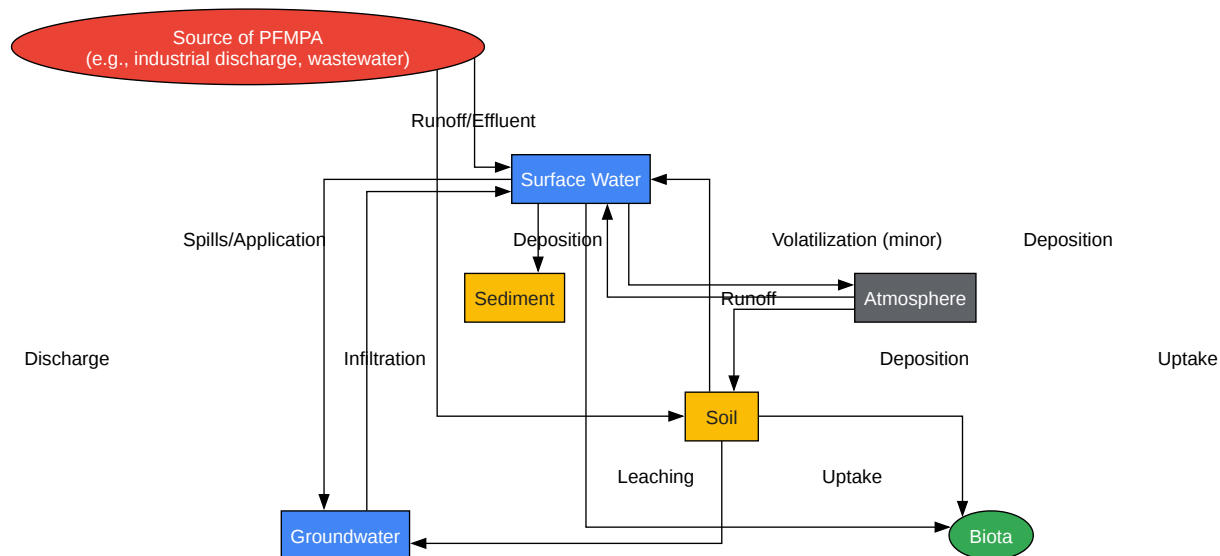 Source of PFMPA
(e.g., industrial discharge, wastewater)
Runoff/Effluent
Surface Water
Spills/Application
Deposition
Volatilization (minor)
Deposition
Sediment
Runoff
Atmosphere
Discharge
Infiltration
Deposition
Uptake
Soil
Leaching
Uptake
Groundwater
Biota